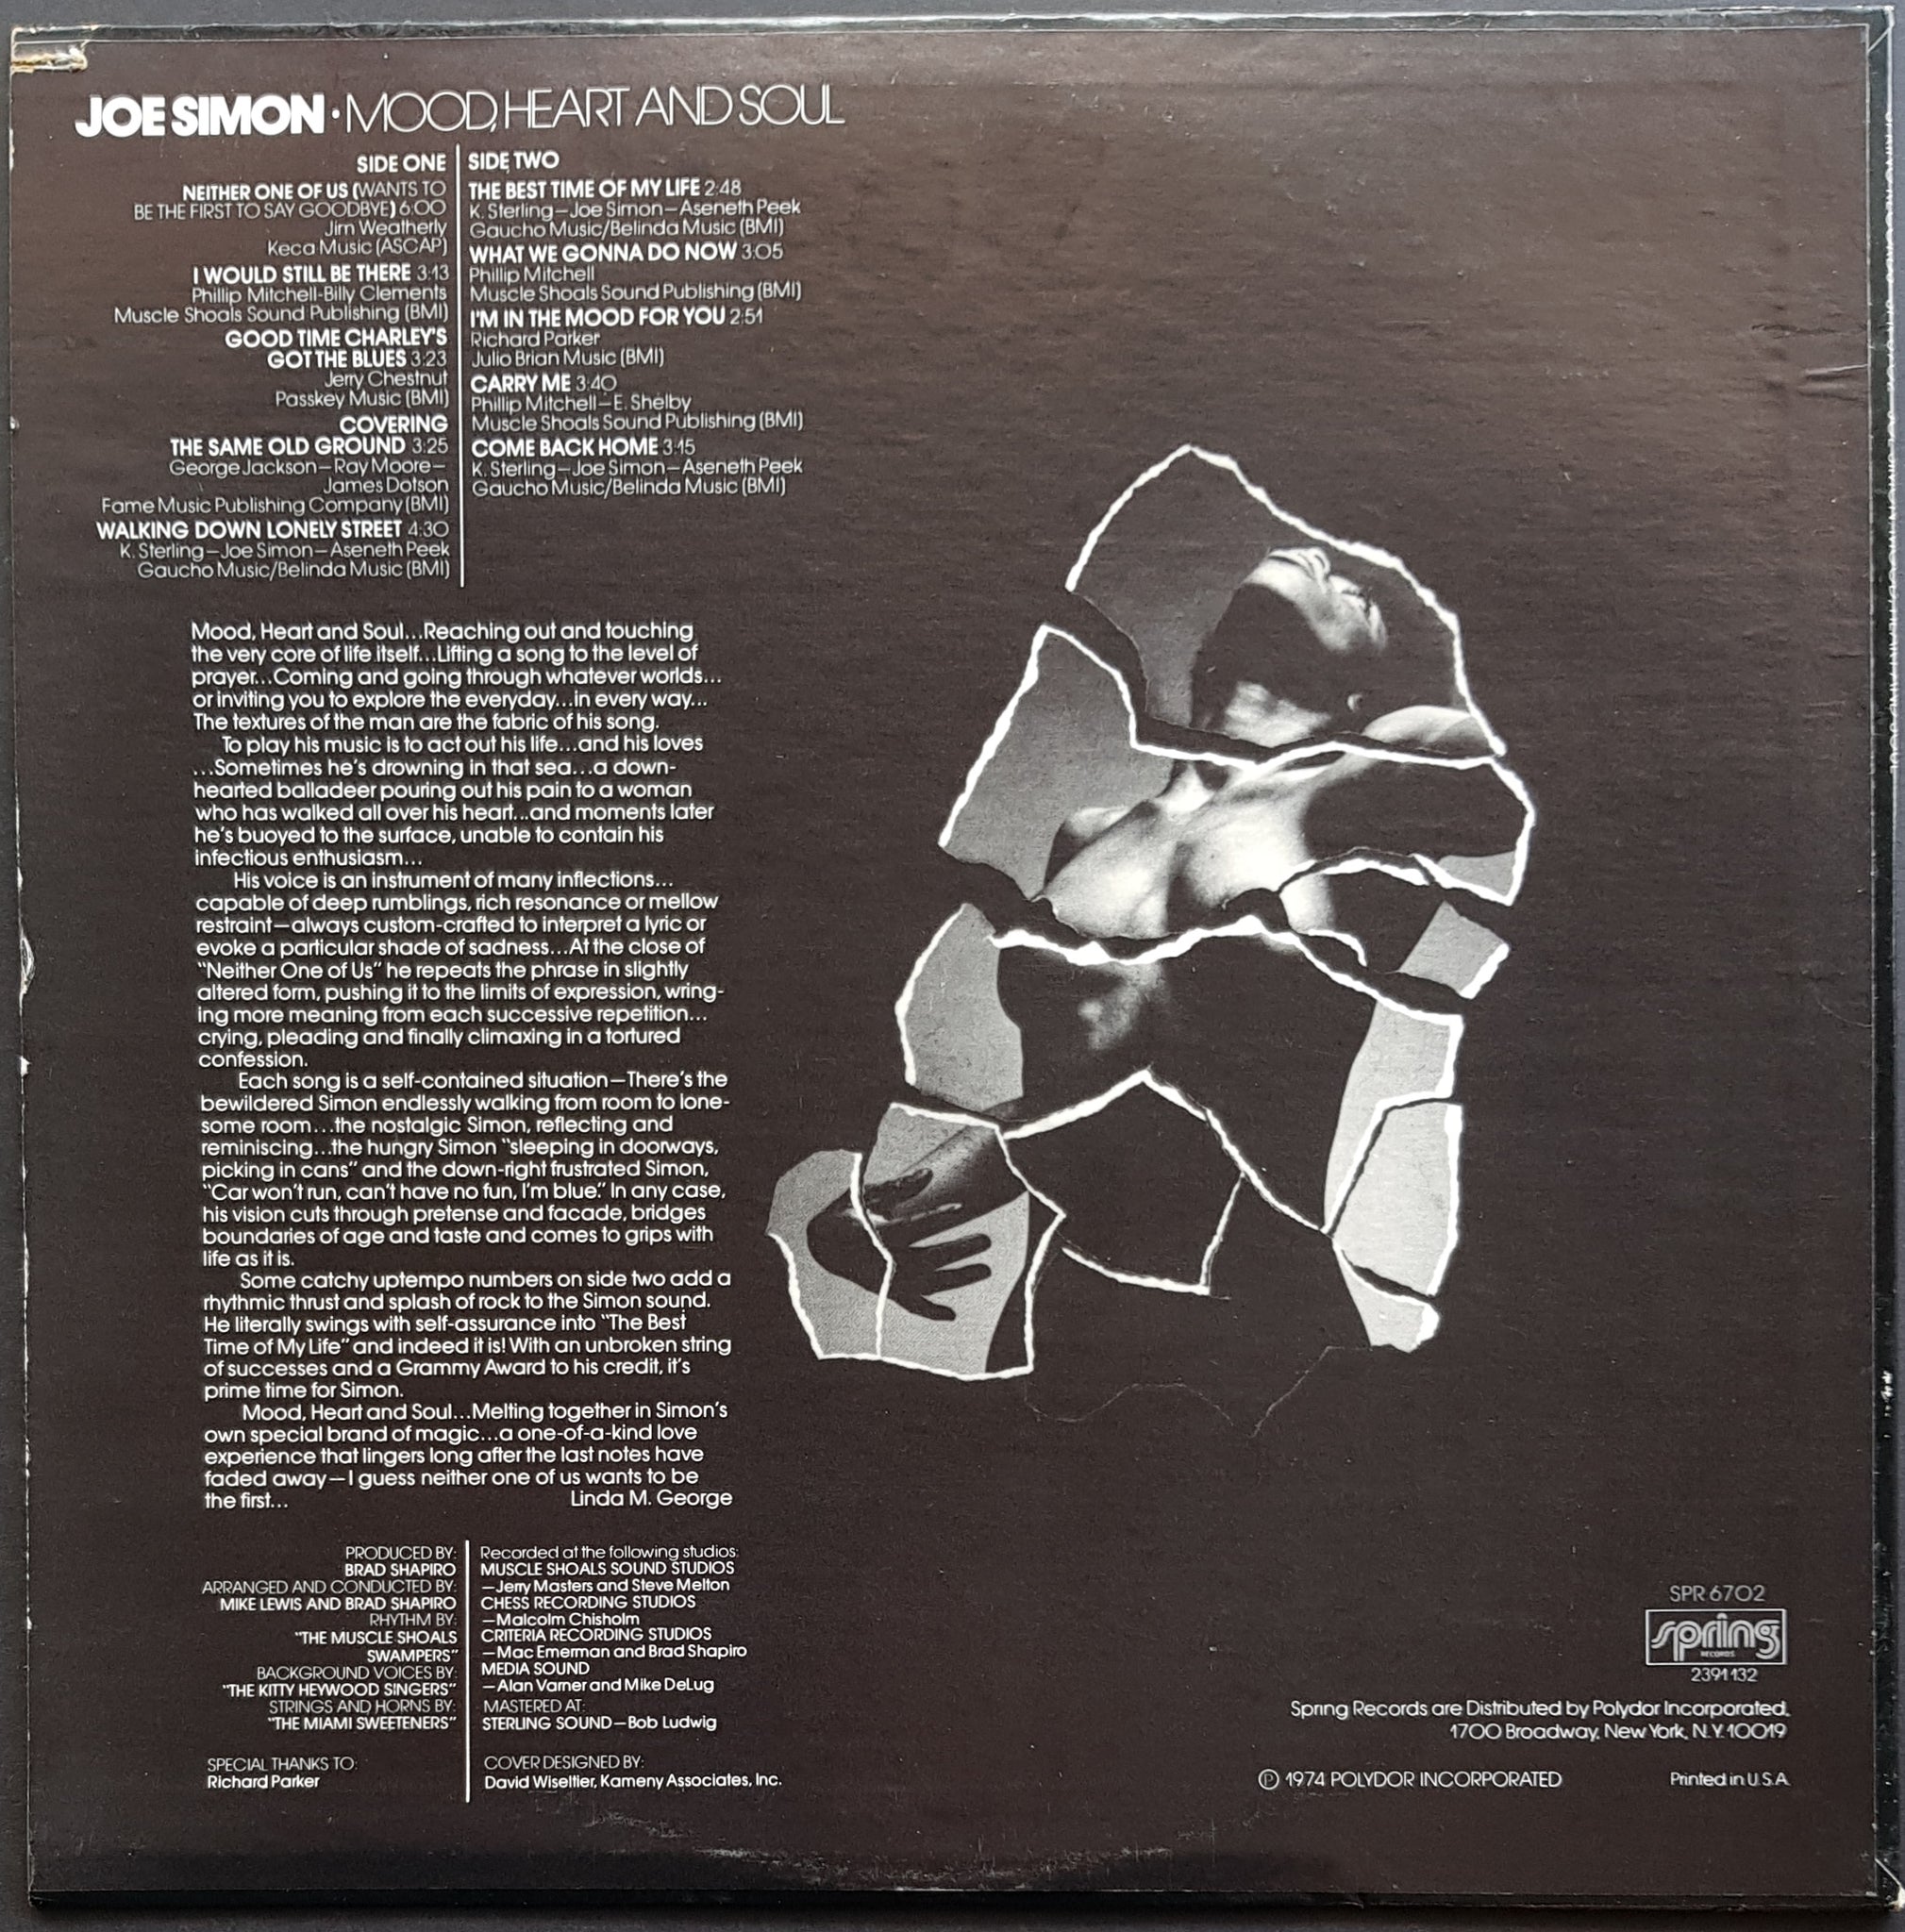 JOE SIMON • MOOD, HEART AND SOUL
SIDE ONE
NEITHER ONE OF US (WANTS TO
BE THE FIRST TO SAY GOODBYE) 6:00
Jim Weatherly
Keca Music (ASCAP)
I WOULD STILL BE THERE 3:13
Phillip Mitchell-Billy Clements
Muscle Shoals Sound Publishing (BMI)
GOOD TIME CHARLEY'S
GOT THE BLUES 3:23
Jerry Chestnut
Passkey Music (BMI)
COVERING
THE SAME OLD GROUND 3:25
George Jackson—Ray Moore—
James Dotson
Fame Music Publishing Company (BMI)
WALKING DOWN LONELY STREET 4:30
K. Sterling—Joe Simon—Aseneth Peek
Gaucho Music/Belinda Music (BMI)
SIDE TWO
THE BEST TIME OF MY LIFE 2:48
K. Sterling—Joe Simon—Aseneth Peek
Gaucho Music/Belinda Music (BMI)
WHAT WE GONNA DO NOW 3:05
Phillip Mitchell
Muscle Shoals Sound Publishing (BMI)
I'M IN THE MOOD FOR YOU 2:51
Richard Parker
Julio Brian Music (BMI)
CARRY ME 3:40
Phillip Mitchell—E. Shelby
Muscle Shoals Sound Publishing (BMI)
COME BACK HOME 3:15
K. Sterling—Joe Simon—Aseneth Peek
Gaucho Music/Belinda Music (BMI)
Mood, Heart and Soul...Reaching out and touching
the very core of life itself...Lifting a song to the level of
prayer...Coming and going through whatever worlds...
or inviting you to explore the everyday...in every way...
The textures of the man are the fabric of his song.
To play his music is to act out his life...and his loves
...Sometimes he's drowning in that sea...a down-
hearted balladeer pouring out his pain to a woman
who has walked all over his heart...and moments later
he's buoyed to the surface, unable to contain his
infectious enthusiasm...
His voice is an instrument of many inflections...
capable of deep rumblings, rich resonance or mellow
restraint—always custom-crafted to interpret a lyric or
evoke a particular shade of sadness...At the close of
"Neither One of Us" he repeats the phrase in slightly
altered form, pushing it to the limits of expression, wring-
ing more meaning from each successive repetition...
crying, pleading and finally climaxing in a tortured
confession.
Each song is a self-contained situation—There's the
bewildered Simon endlessly walking from room to lone-
some room...the nostalgic Simon, reflecting and
reminiscing...the hungry Simon "sleeping in doorways,
picking in cans" and the down-right frustrated Simon,
"Car won't run, can't have no fun, I'm blue." In any case,
his vision cuts through pretense and facade, bridges
boundaries of age and taste and comes to grips with
life as it is.
Some catchy uptempo numbers on side two add a
rhythmic thrust and splash of rock to the Simon sound.
He literally swings with self-assurance into "The Best
Time of My Life" and indeed it is! With an unbroken string
of successes and a Grammy Award to his credit, it's
prime time for Simon.
Mood, Heart and Soul...Melting together in Simon's
own special brand of magic...a one-of-a-kind love
experience that lingers long after the last notes have
faded away—I guess neither one of us wants to be
the first... Linda M. George
PRODUCED BY:
BRAD SHAPIRO
ARRANGED AND CONDUCTED BY:
MIKE LEWIS AND BRAD SHAPIRO
RHYTHM BY:
"THE MUSCLE SHOALS
SWAMPERS"
BACKGROUND VOICES BY:
"THE KITTY HEYWOOD SINGERS"
STRINGS AND HORNS BY:
"THE MIAMI SWEETENERS"
SPECIAL THANKS TO:
Richard Parker
Recorded at the following studios:
MUSCLE SHOALS SOUND STUDIOS
—Jerry Masters and Steve Melton
CHESS RECORDING STUDIOS
—Malcolm Chisholm
CRITERIA RECORDING STUDIOS
—Mac Emerman and Brad Shapiro
MEDIA SOUND
—Alan Varner and Mike DeLug
MASTERED AT:
STERLING SOUND—Bob Ludwig
COVER DESIGNED BY:
David Wiseltier, Kameny Associates, Inc.
SPR 6702
spring
RECORDS
2391 132
Spring Records are Distributed by Polydor Incorporated,
1700 Broadway, New York, N.Y. 10019
Ⓟ 1974 POLYDOR INCORPORATED
Printed in U.S.A.